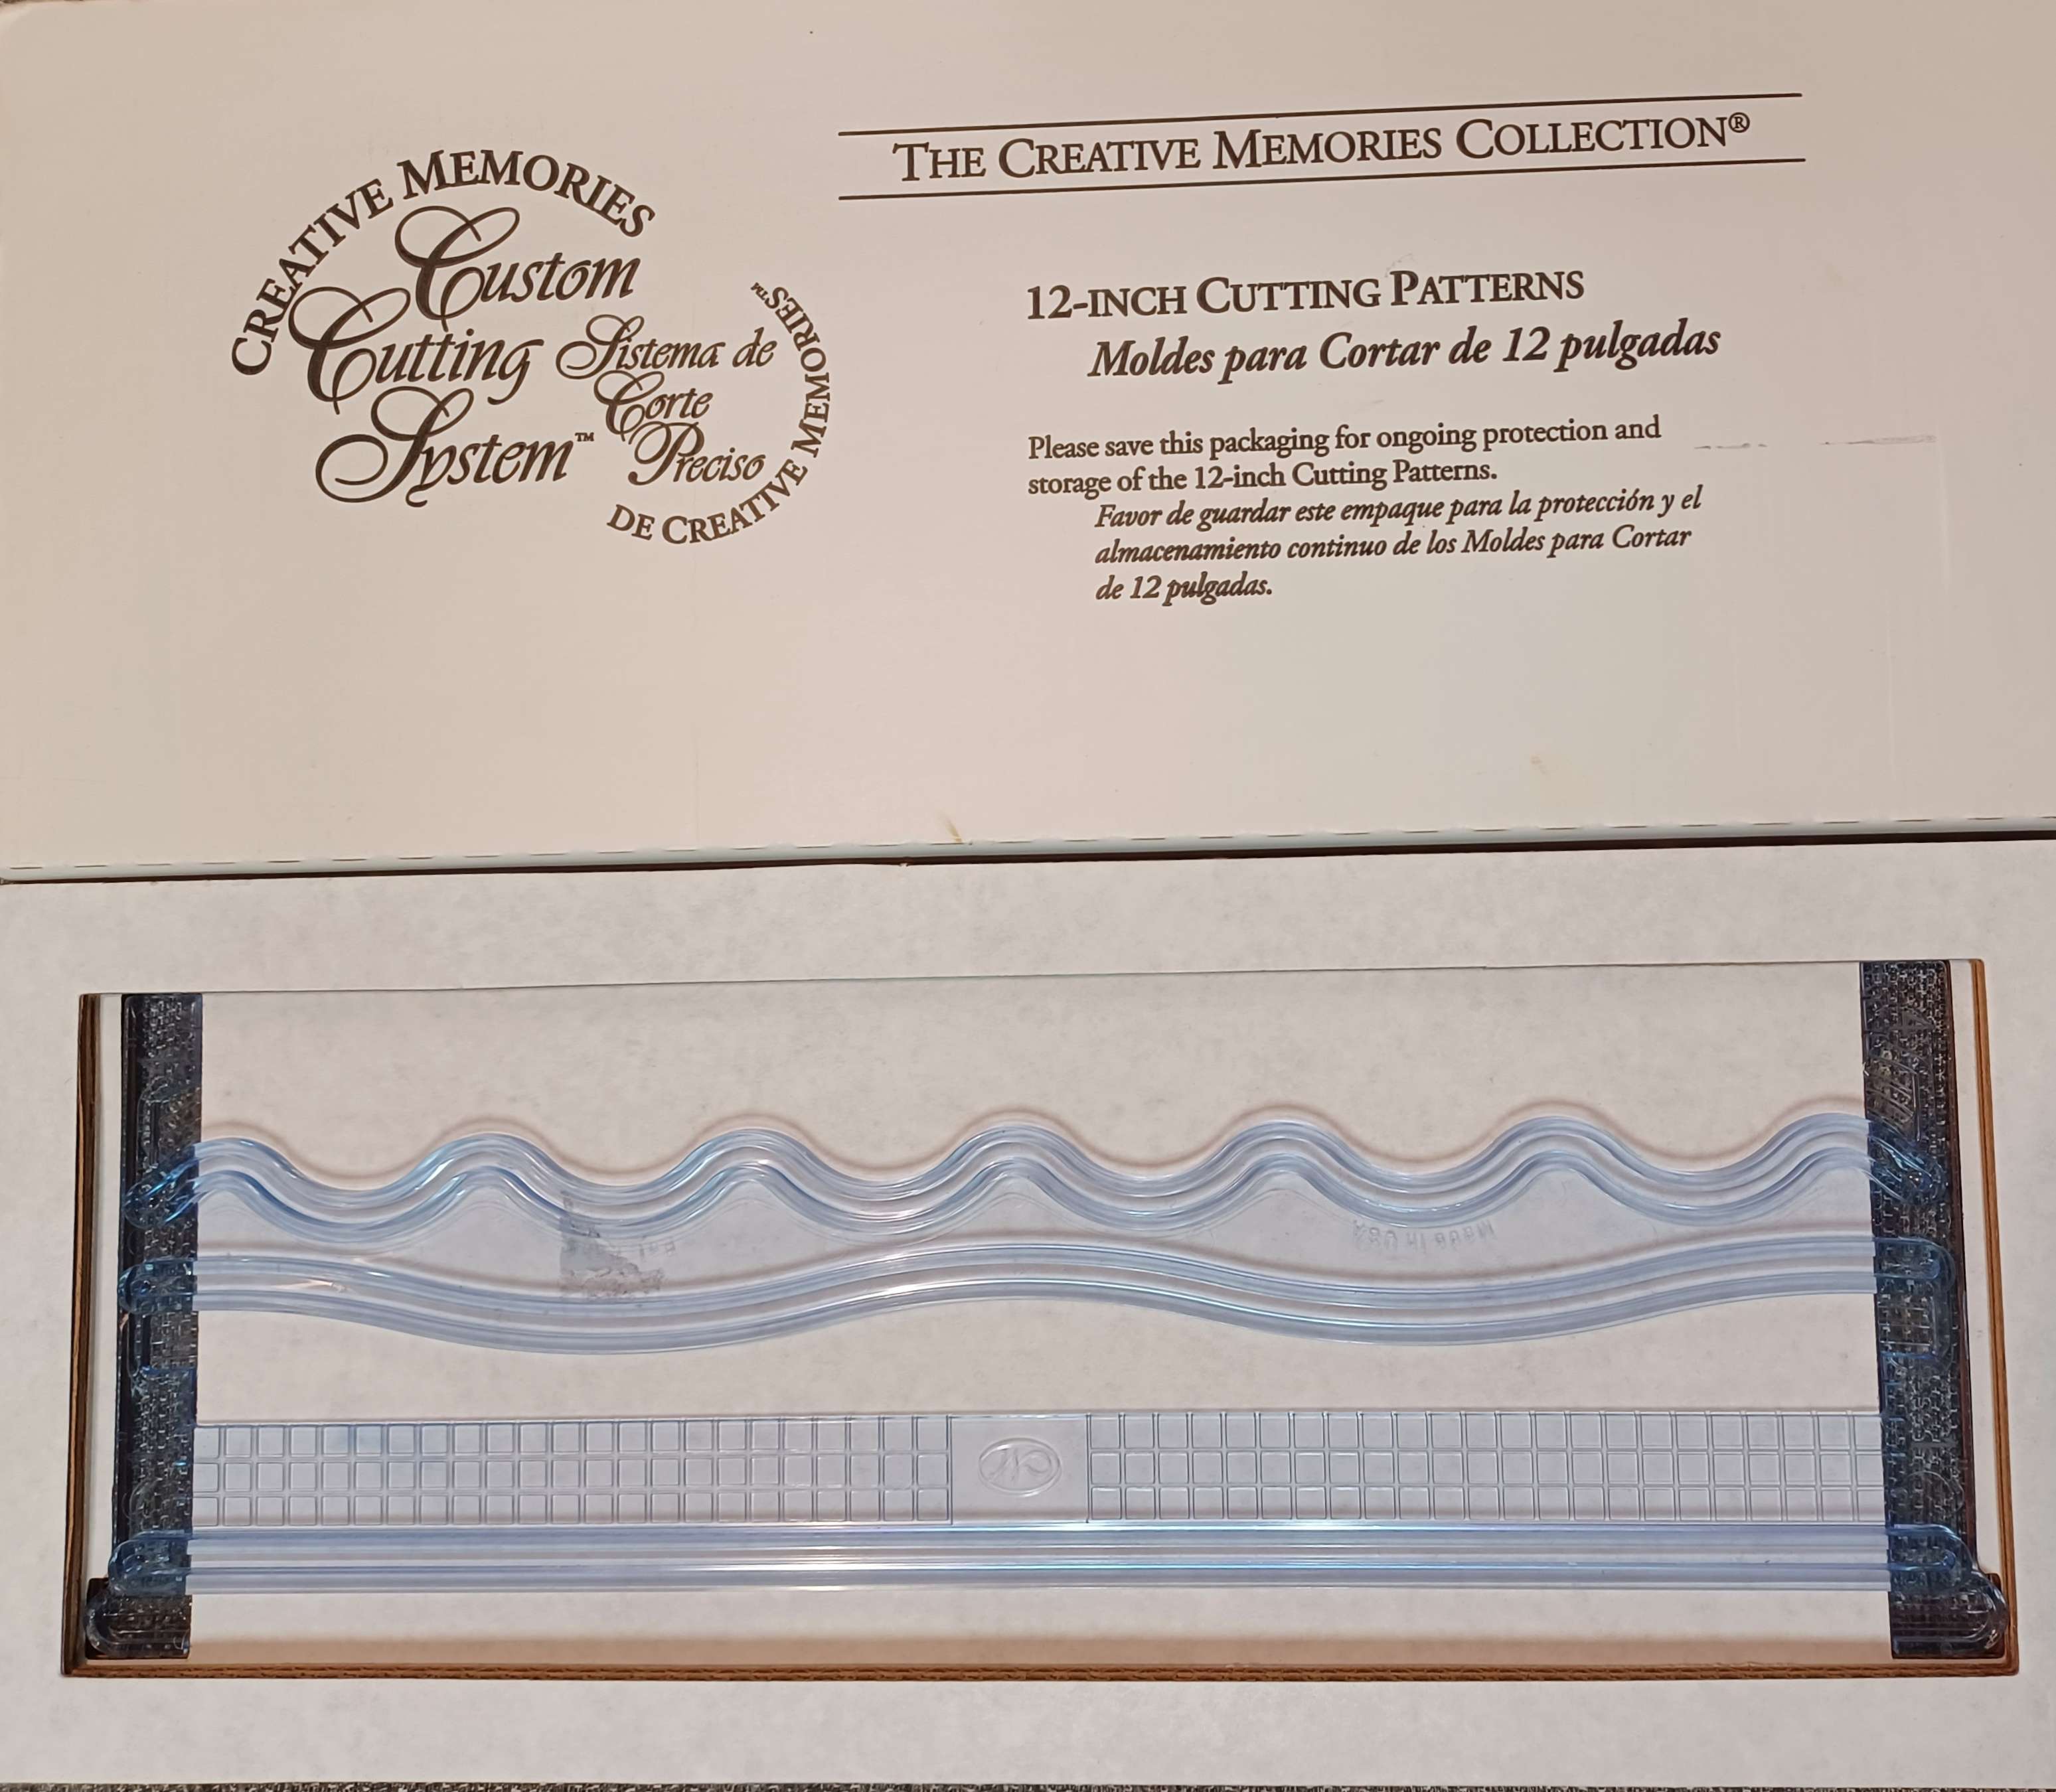 CREATIVE MEMORIES
Custom
Cutting
System™
Sistema de
Corte
Preciso
DE CREATIVE MEMORIES™
THE CREATIVE MEMORIES COLLECTION®
12-INCH CUTTING PATTERNS
Moldes para Cortar de 12 pulgadas
Please save this packaging for ongoing protection and
storage of the 12-inch Cutting Patterns.
Favor de guardar este empaque para la protección y el
almacenamiento continuo de los Moldes para Cortar
de 12 pulgadas.
Made in USA